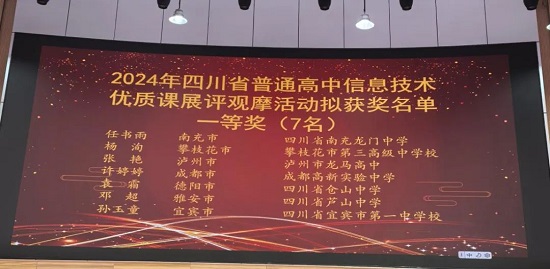 2024年四川省普通高中信息技术
优质课展评观摩活动拟获奖名单
一等奖（7名）
任书雨 南充市 四川省南充龙门中学
杨洵 攀枝花市 攀枝花市第三高级中学校
张艳 泸州市 泸州市龙马高中
许婷婷 成都市 成都高新实验中学
袁霜 德阳市 四川省仓山中学
邓超 雅安市 四川省芦山中学
孙玉童 宜宾市 四川省宜宾市第一中学校